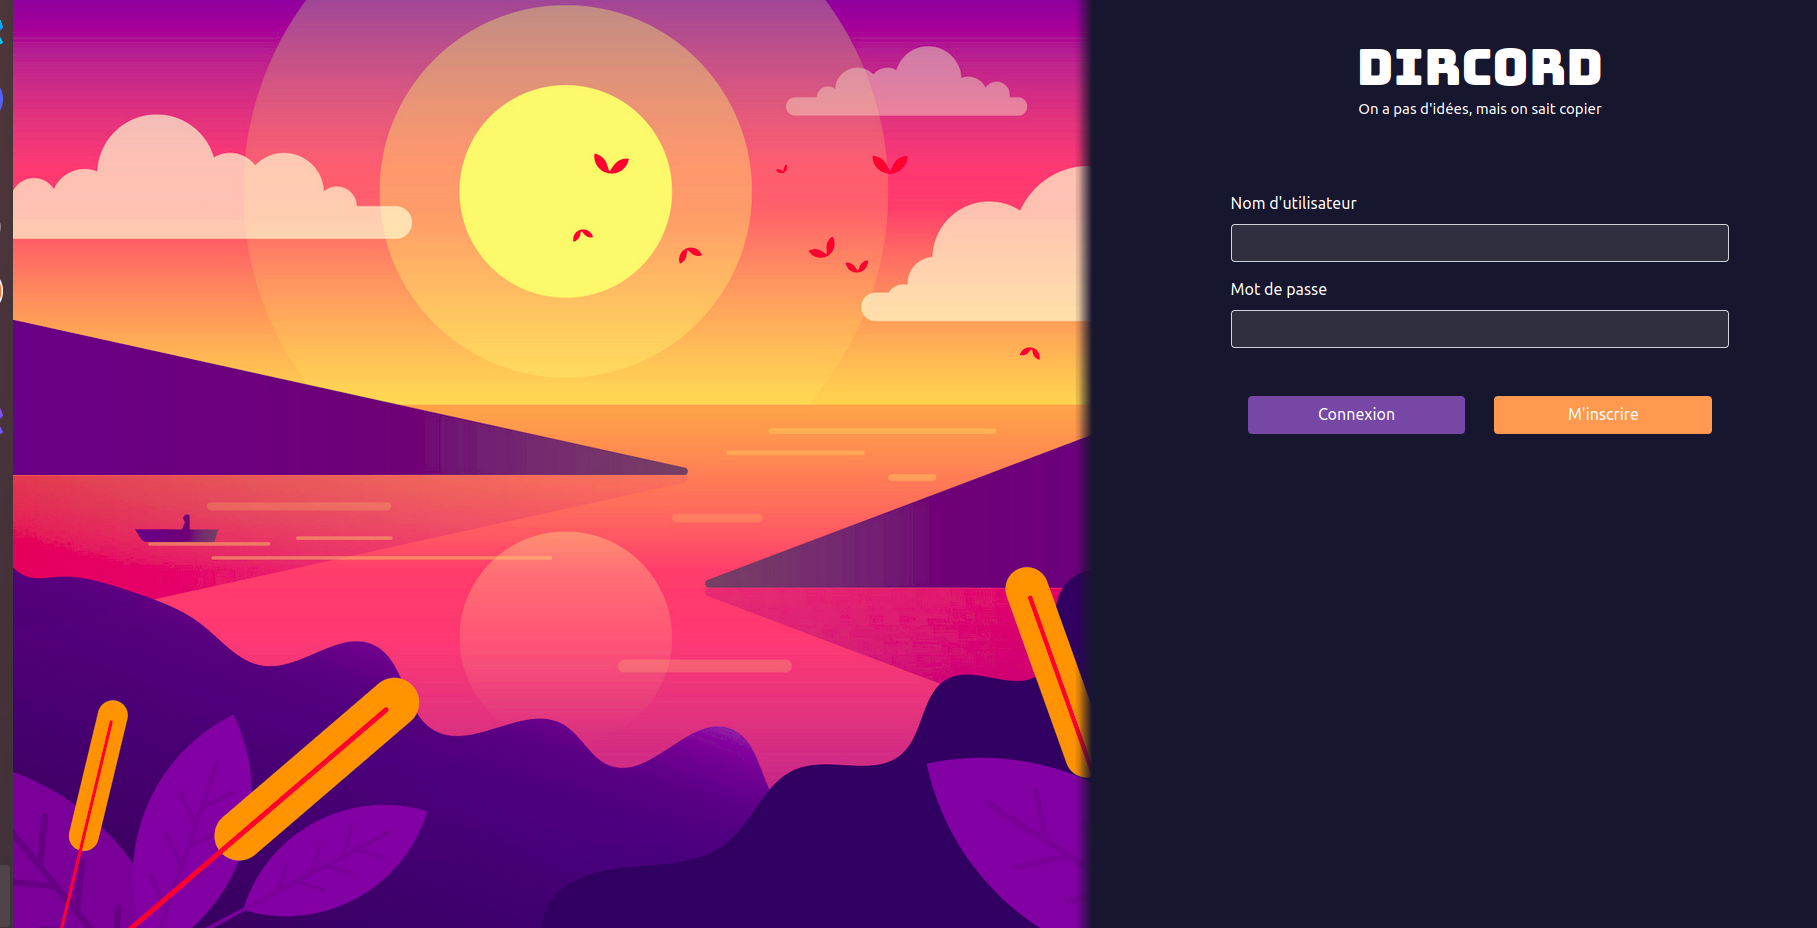 DIRCORD
On a pas d'idées, mais on sait copier
Nom d'utilisateur
Mot de passe
Connexion
M'inscrire